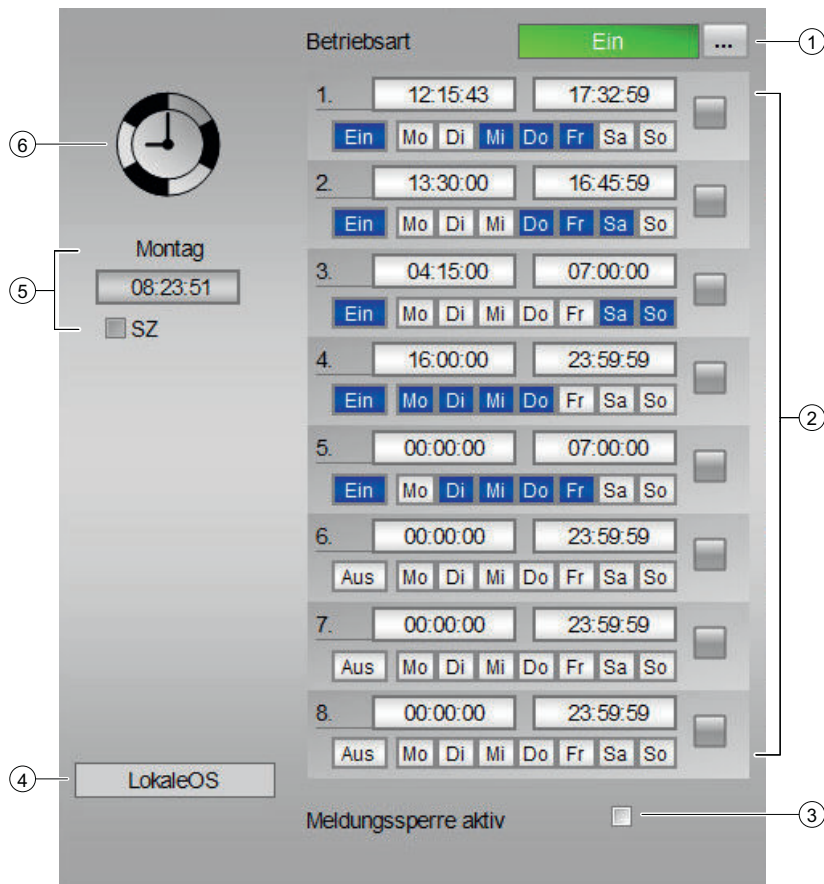 Betriebsart Ein ... 1
1. 12:15:43 17:32:59
Ein Mo Di Mi Do Fr Sa So
2. 13:30:00 16:45:59
Ein Mo Di Mi Do Fr Sa So
3. 04:15:00 07:00:00
Ein Mo Di Mi Do Fr Sa So
4. 16:00:00 23:59:59
Ein Mo Di Mi Do Fr Sa So
5. 00:00:00 07:00:00
Ein Mo Di Mi Do Fr Sa So
6. 00:00:00 23:59:59
Aus Mo Di Mi Do Fr Sa So
7. 00:00:00 23:59:59
Aus Mo Di Mi Do Fr Sa So
8. 00:00:00 23:59:59
Aus Mo Di Mi Do Fr Sa So
2
Meldungssperre aktiv 3
6
Montag
5 08:23:51
SZ
4 LokaleOS